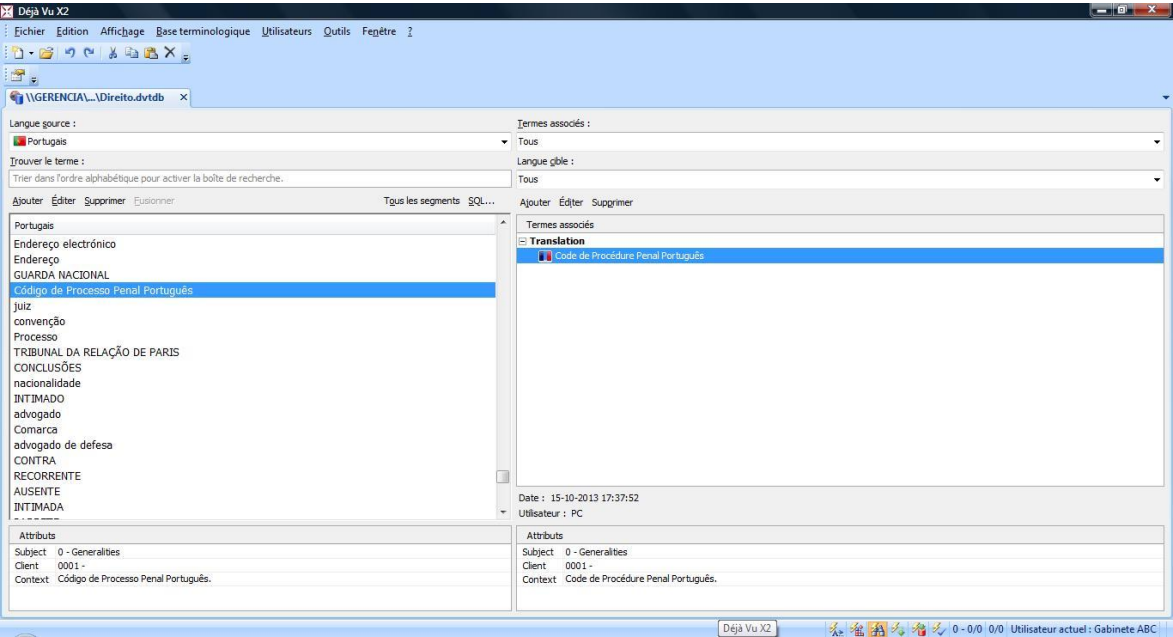 Déjà Vu X2
Fichier Edition Affichage Base terminologique Utilisateurs Outils Fenêtre ?
\\GERENCIA\...\Direito.dvtdb
Langue source :
Portugais
Trouver le terme :
Trier dans l'ordre alphabétique pour activer la boîte de recherche.
Ajouter Éditer Supprimer Fusionner Tous les segments SQL...
Portugais
Endereço electrónico
Endereço
GUARDA NACIONAL
Código de Processo Penal Português
juiz
convenção
Processo
TRIBUNAL DA RELAÇÃO DE PARIS
CONCLUSÕES
nacionalidade
INTIMADO
advogado
Comarca
advogado de defesa
CONTRA
RECORRENTE
AUSENTE
INTIMADA
Attributs
Subject 0 - Generalities
Client 0001 -
Context Código de Processo Penal Português.
Termes associés :
Tous
Langue cible :
Tous
Ajouter Éditer Supprimer
Termes associés
Translation
Code de Procédure Penal Português
Date : 15-10-2013 17:37:52
Utilisateur : PC
Attributs
Subject 0 - Generalities
Client 0001 -
Context Code de Procédure Penal Português.
Déjà Vu X2
0 - 0/0 0/0 Utilisateur actuel : Gabinete ABC